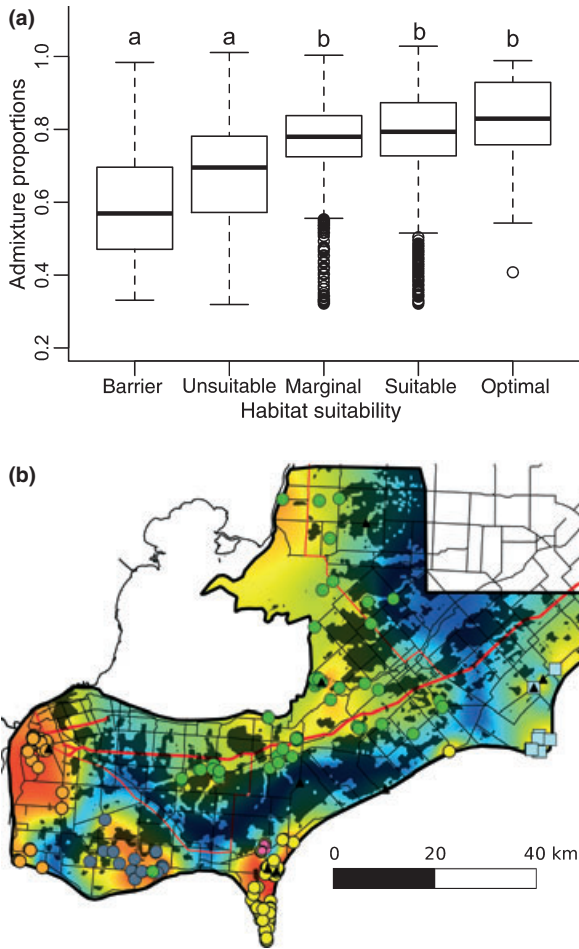 (a)
a a b b b
Admixture proportions
1.0
0.8
0.6
0.4
0.2
Barrier Unsuitable Marginal Suitable Optimal
Habitat suitability
(b)
0 20 40 km